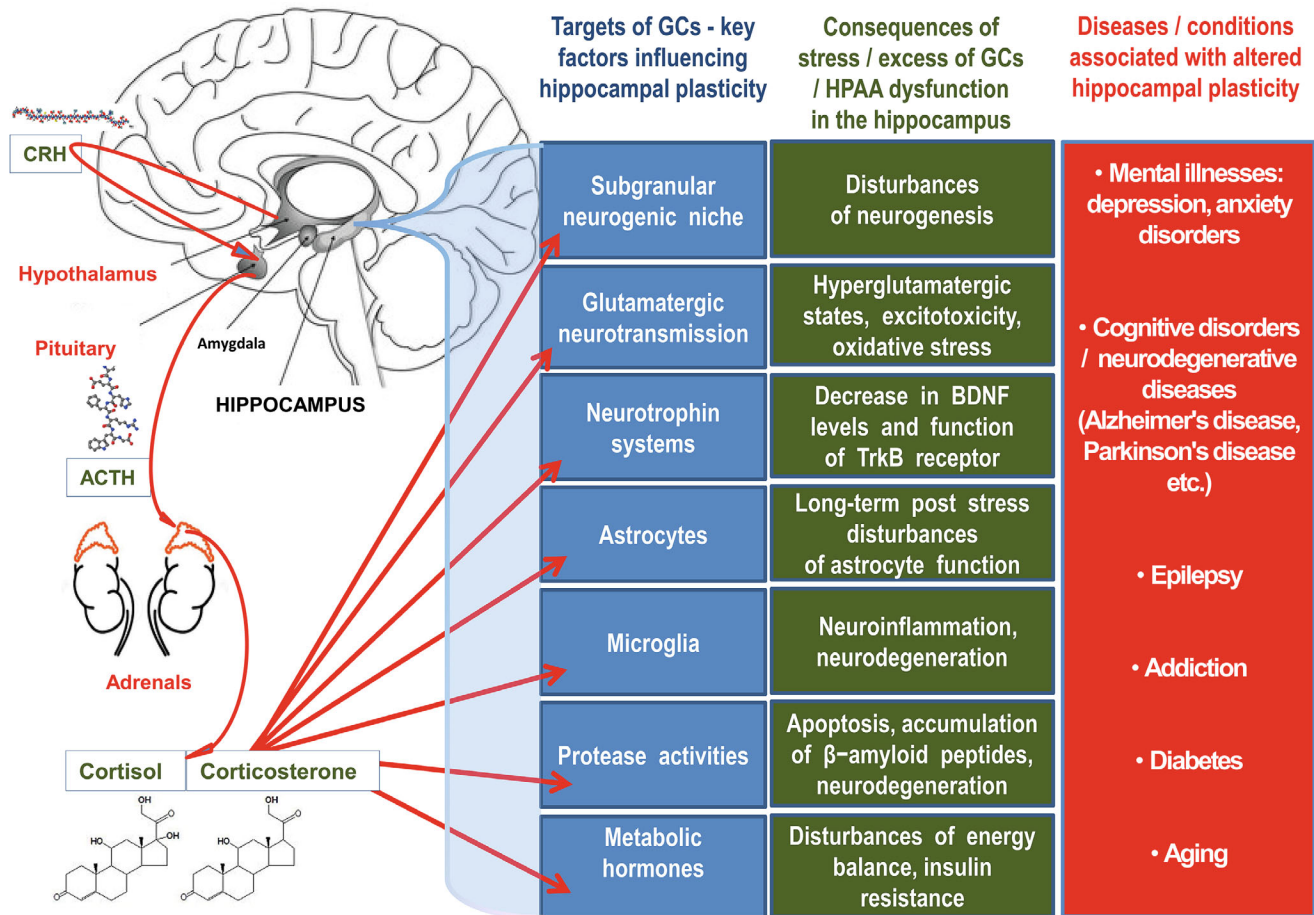 Targets of GCs - key
factors influencing
hippocampal plasticity
Consequences of
stress / excess of GCs
/ HPAA dysfunction
in the hippocampus
Diseases / conditions
associated with altered
hippocampal plasticity
CRH
Hypothalamus
Pituitary
Amygdala
HIPPOCAMPUS
ACTH
Adrenals
Cortisol
Corticosterone
OH
O
OH
HO
O
OH
O
HO
O
Subgranular
neurogenic niche
Disturbances
of neurogenesis
Glutamatergic
neurotransmission
Hyperglutamatergic
states, excitotoxicity,
oxidative stress
Neurotrophin
systems
Decrease in BDNF
levels and function
of TrkB receptor
Astrocytes
Long-term post stress
disturbances
of astrocyte function
Microglia
Neuroinflammation,
neurodegeneration
Protease activities
Apoptosis, accumulation
of β–amyloid peptides,
neurodegeneration
Metabolic
hormones
Disturbances of energy
balance, insulin
resistance
• Mental illnesses:
depression, anxiety
disorders
• Cognitive disorders
/ neurodegenerative
diseases
(Alzheimer's disease,
Parkinson's disease
etc.)
• Epilepsy
• Addiction
• Diabetes
• Aging